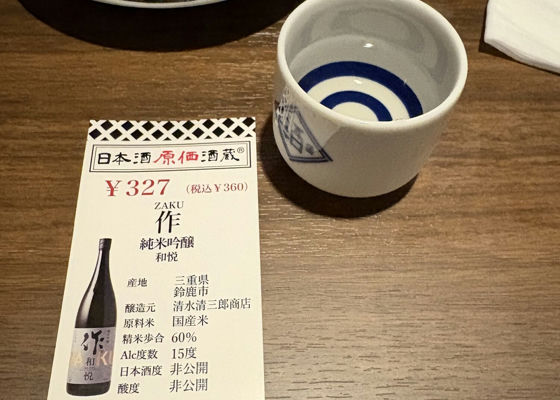 日本酒原価酒蔵®
￥327 (税込￥360)
ZAKU
作
純米吟醸
和悦
産地 三重県
鈴鹿市
醸造元 清水清三郎商店
原料米 国産米
精米歩合 60%
Alc度数 15度
日本酒度 非公開
酸度 非公開
作
和
悦